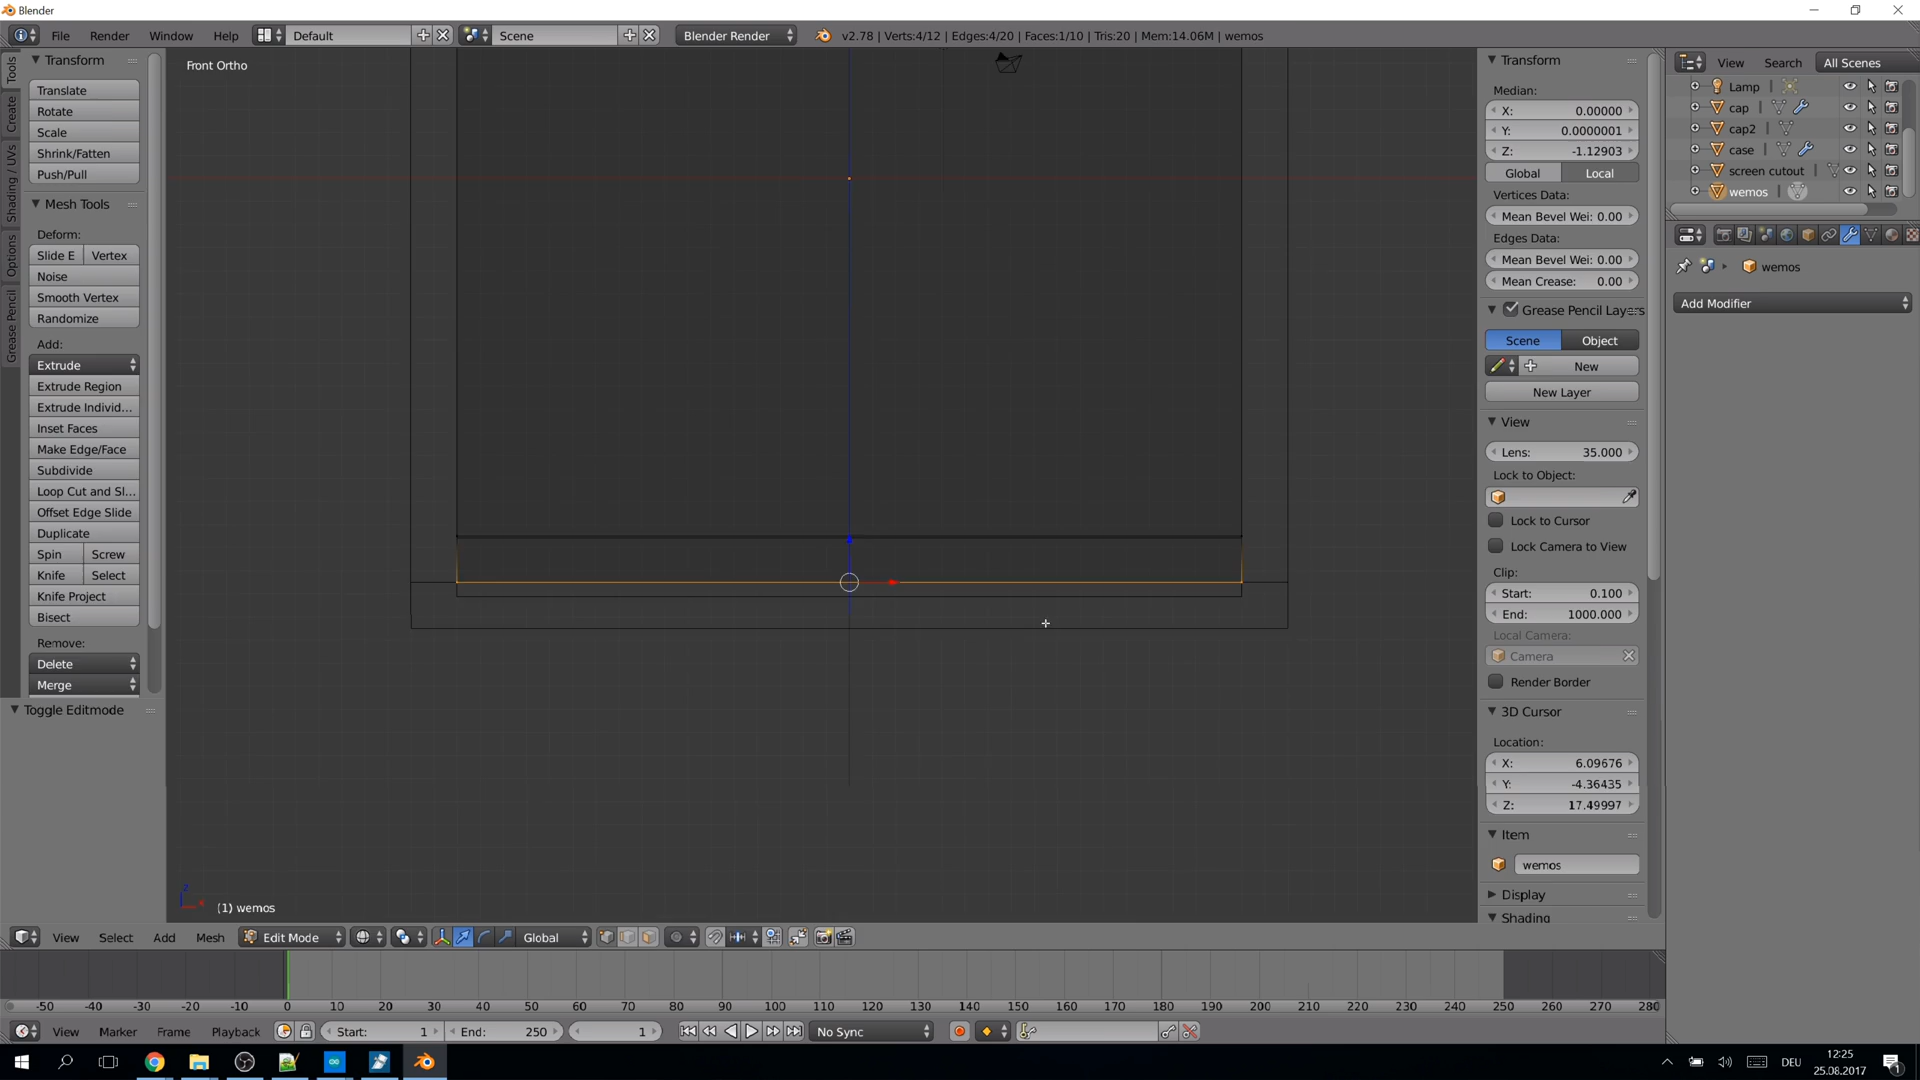 Blender
File Render Window Help Default Scene Blender Render v2.78 | Verts:4/12 | Edges:4/20 | Faces:1/10 | Tris:20 | Mem:14.06M | wemos
Tools
Create
Shading / UVs
Options
Grease Pencil
Transform
Translate
Rotate
Scale
Shrink/Fatten
Push/Pull
Mesh Tools
Deform:
Slide E Vertex
Noise
Smooth Vertex
Randomize
Add:
Extrude
Extrude Region
Extrude Individ...
Inset Faces
Make Edge/Face
Subdivide
Loop Cut and Sl...
Offset Edge Slide
Duplicate
Spin Screw
Knife Select
Knife Project
Bisect
Remove:
Delete
Merge
Toggle Editmode
Front Ortho
(1) wemos
Transform
Median:
X: 0.00000
Y: 0.0000001
Z: -1.12903
Global Local
Vertices Data:
Mean Bevel Wei: 0.00
Edges Data:
Mean Bevel Wei: 0.00
Mean Crease: 0.00
Grease Pencil Layers
Scene Object
New
New Layer
View
Lens: 35.000
Lock to Object:
Lock to Cursor
Lock Camera to View
Clip:
Start: 0.100
End: 1000.000
Local Camera:
Camera
Render Border
3D Cursor
Location:
X: 6.09676
Y: -4.36435
Z: 17.49997
Item
wemos
Display
Shading
View Search All Scenes
Lamp
cap
cap2
case
screen cutout
wemos
wemos
Add Modifier
View Select Add Mesh Edit Mode Global
-50 -40 -30 -20 -10 0 10 20 30 40 50 60 70 80 90 100 110 120 130 140 150 160 170 180 190 200 210 220 230 240 250 260 270 280
View Marker Frame Playback Start: 1 End: 250 1 No Sync
DEU
12:25
25.08.2017
1